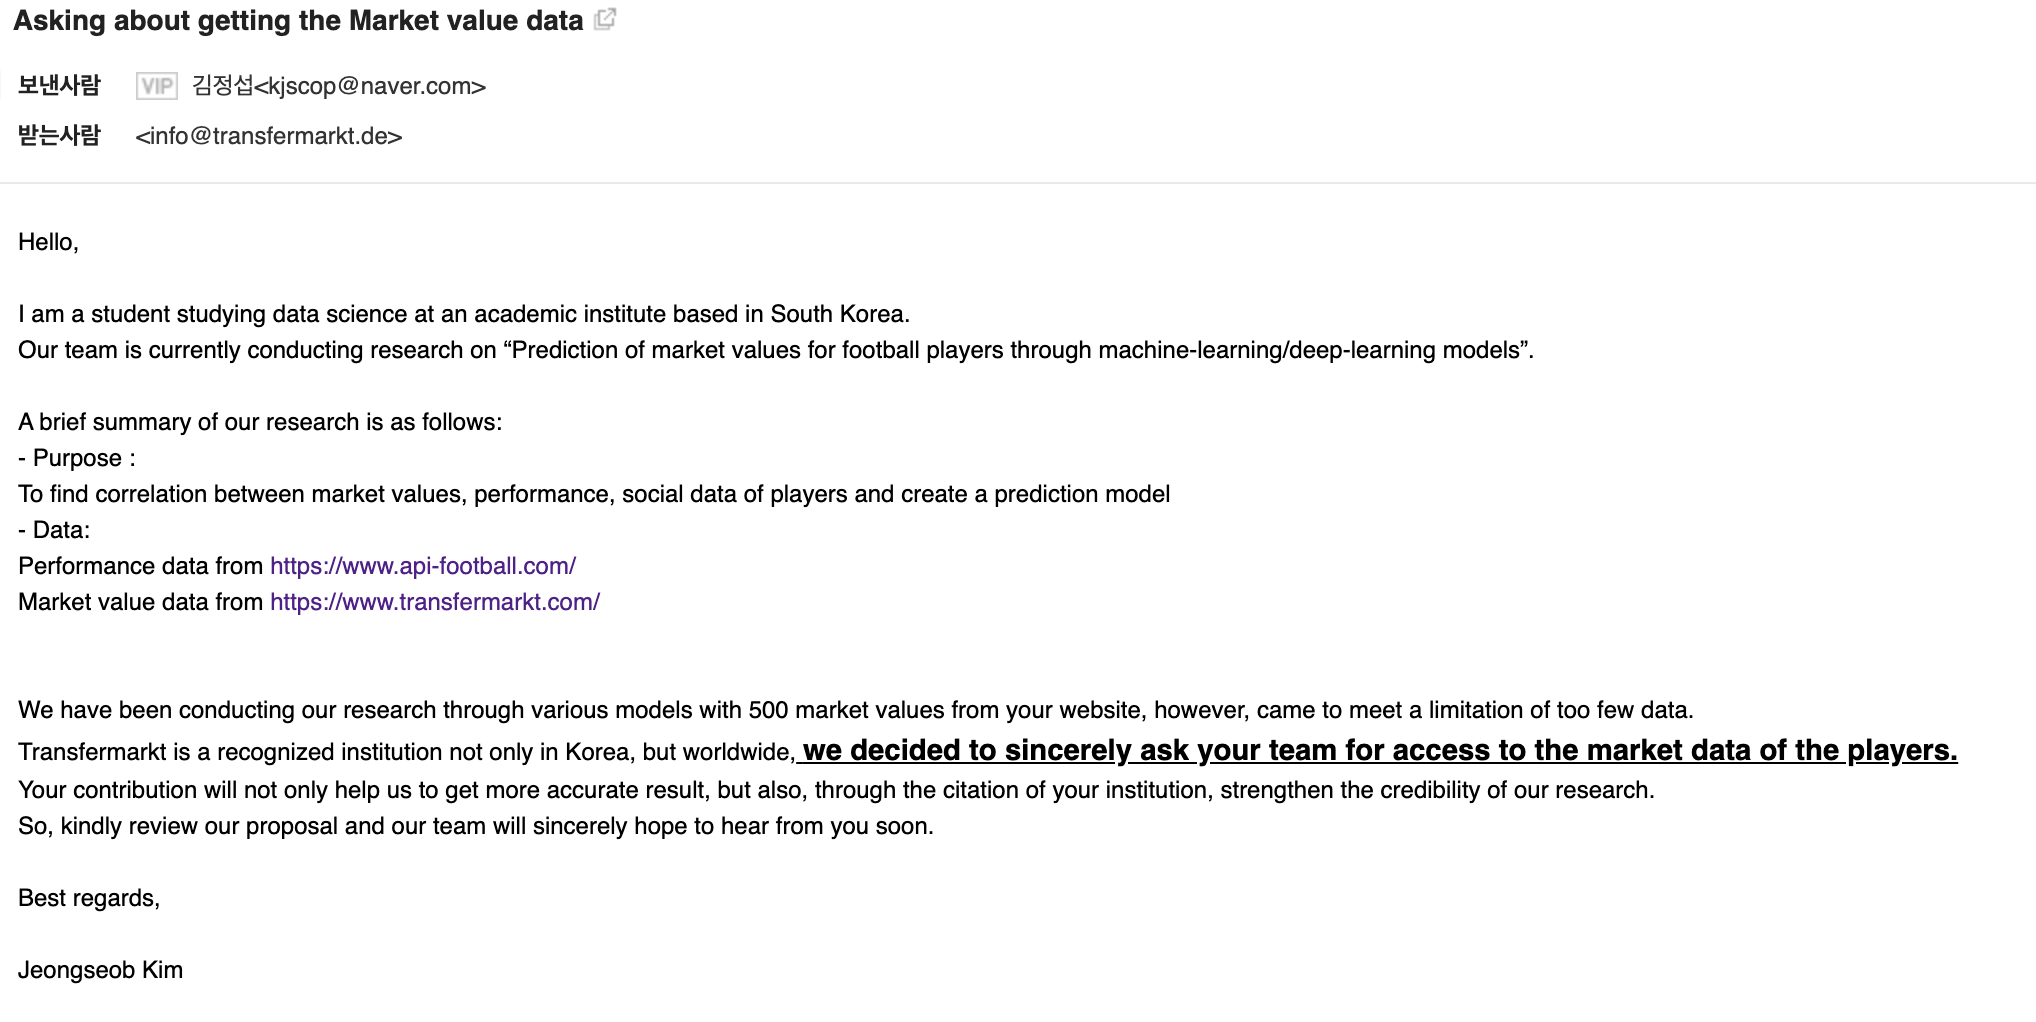 Asking about getting the Market value data
보낸사람 VIP 김정섭<kjscop@naver.com>
받는사람 <info@transfermarkt.de>
Hello,
I am a student studying data science at an academic institute based in South Korea.
Our team is currently conducting research on “Prediction of market values for football players through machine-learning/deep-learning models”.
A brief summary of our research is as follows:
- Purpose :
To find correlation between market values, performance, social data of players and create a prediction model
- Data:
Performance data from https://www.api-football.com/
Market value data from https://www.transfermarkt.com/
We have been conducting our research through various models with 500 market values from your website, however, came to meet a limitation of too few data.
Transfermarkt is a recognized institution not only in Korea, but worldwide, we decided to sincerely ask your team for access to the market data of the players.
Your contribution will not only help us to get more accurate result, but also, through the citation of your institution, strengthen the credibility of our research.
So, kindly review our proposal and our team will sincerely hope to hear from you soon.
Best regards,
Jeongseob Kim